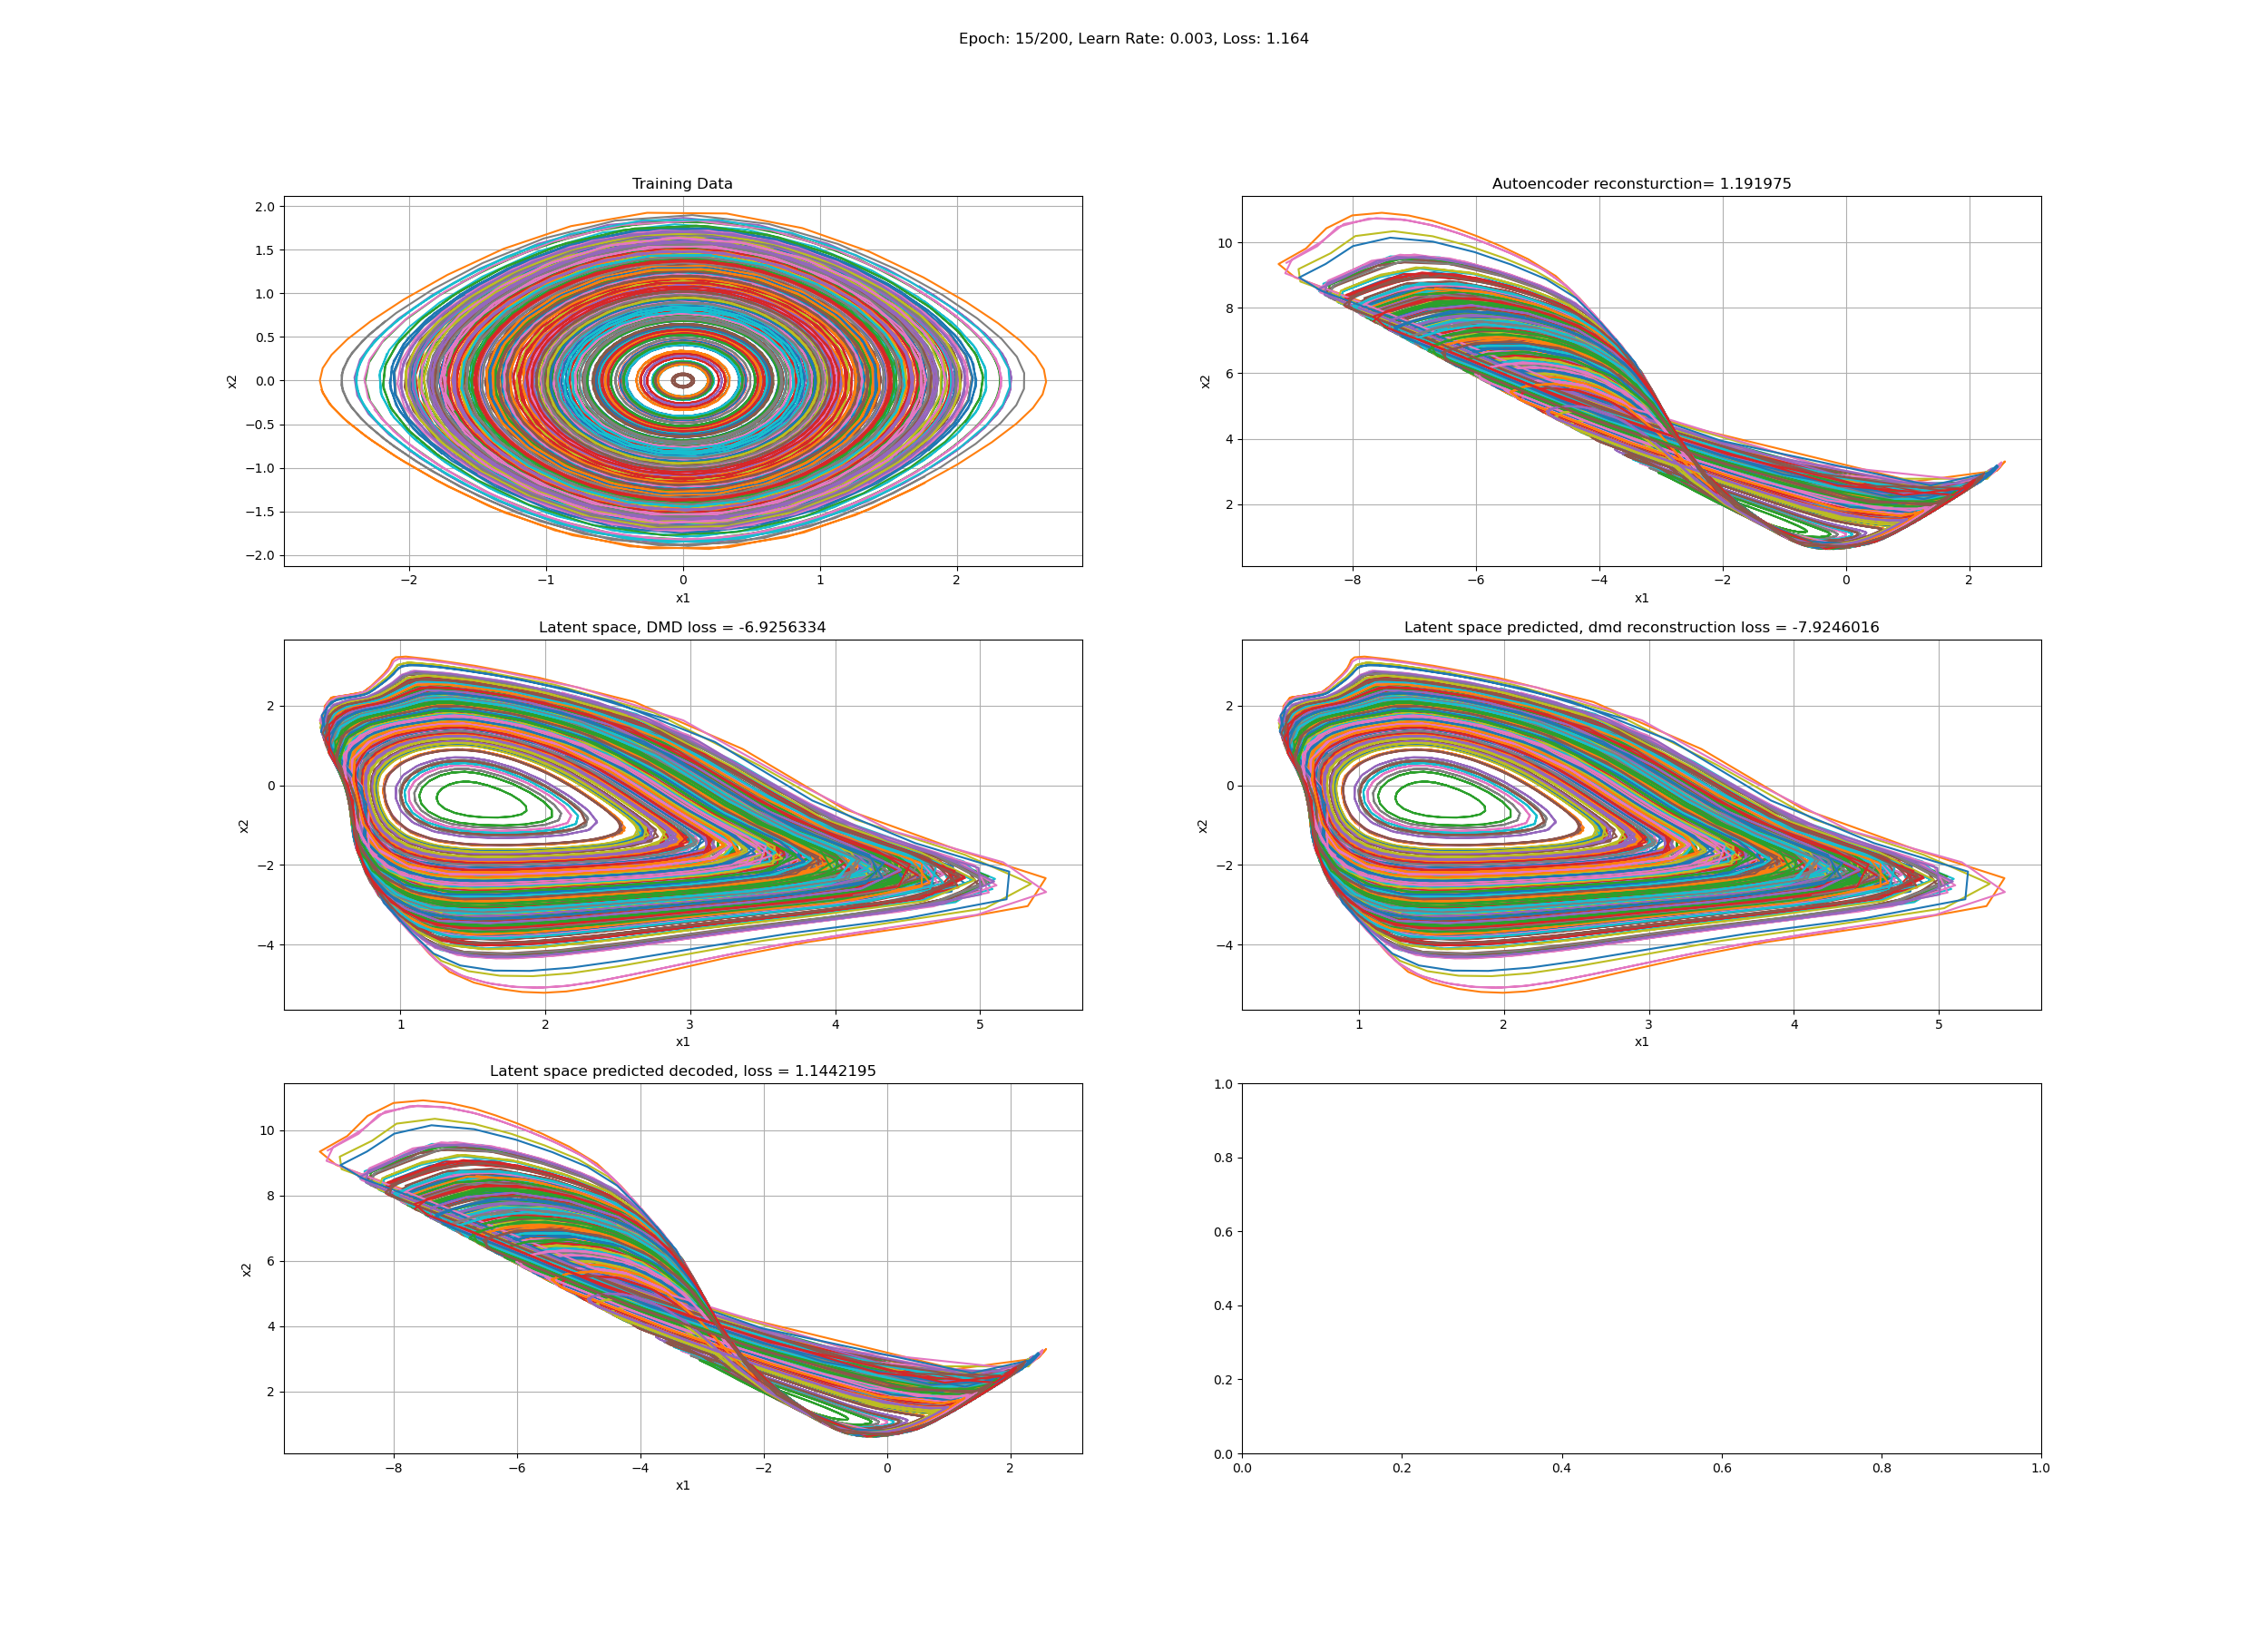 Epoch: 15/200, Learn Rate: 0.003, Loss: 1.164
Training Data
2.0
1.5
1.0
0.5
0.0
−0.5
−1.0
−1.5
−2.0
x2
−2 −1 0 1 2
x1
Autoencoder reconsturction= 1.191975
10
8
6
4
2
x2
−8 −6 −4 −2 0 2
x1
Latent space, DMD loss = -6.9256334
2
0
−2
−4
x2
1 2 3 4 5
x1
Latent space predicted, dmd reconstruction loss = -7.9246016
2
0
−2
−4
x2
1 2 3 4 5
x1
Latent space predicted decoded, loss = 1.1442195
10
8
6
4
2
x2
−8 −6 −4 −2 0 2
x1
1.0
0.8
0.6
0.4
0.2
0.0
0.0 0.2 0.4 0.6 0.8 1.0